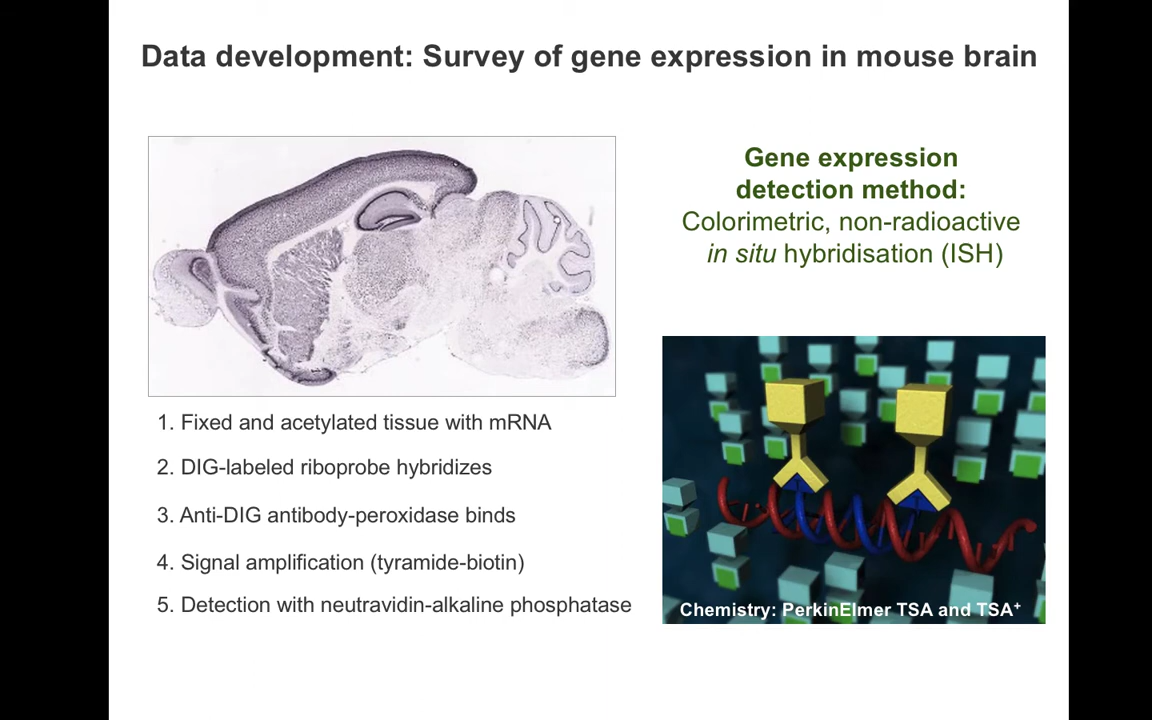 Data development: Survey of gene expression in mouse brain
Gene expression
detection method:
Colorimetric, non-radioactive
in situ hybridisation (ISH)
1. Fixed and acetylated tissue with mRNA
2. DIG-labeled riboprobe hybridizes
3. Anti-DIG antibody-peroxidase binds
4. Signal amplification (tyramide-biotin)
5. Detection with neutravidin-alkaline phosphatase
Chemistry: PerkinElmer TSA and TSA⁺